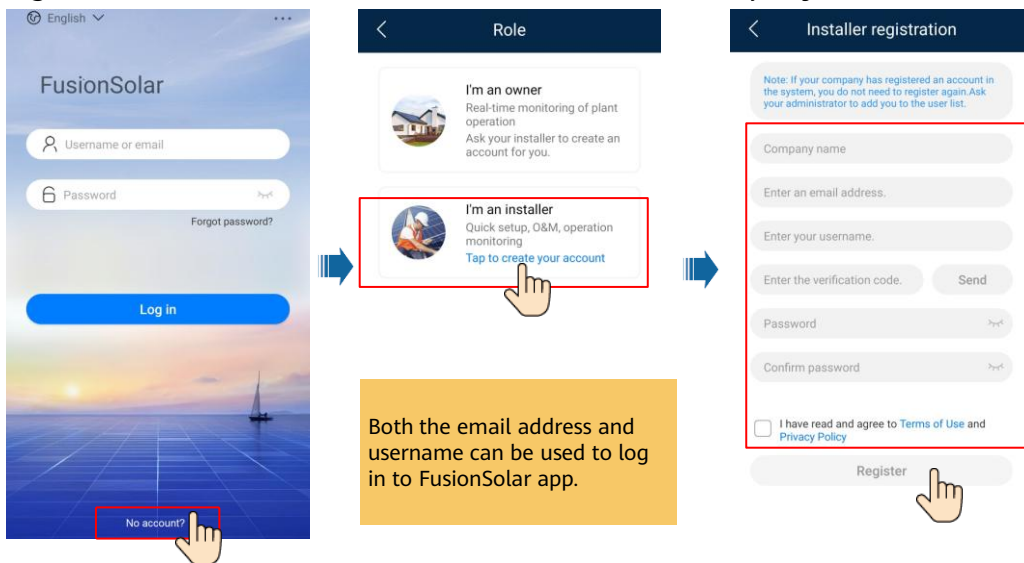 English
FusionSolar
Username or email
Password
Forgot password?
Log in
No account?
Role
I'm an owner
Real-time monitoring of plant
operation
Ask your installer to create an
account for you.
I'm an installer
Quick setup, O&M, operation
monitoring
Tap to create your account
Both the email address and
username can be used to log
in to FusionSolar app.
Installer registration
Note: If your company has registered an account in
the system, you do not need to register again.Ask
your administrator to add you to the user list.
Company name
Enter an email address.
Enter your username.
Enter the verification code. Send
Password
Confirm password
I have read and agree to Terms of Use and
Privacy Policy
Register